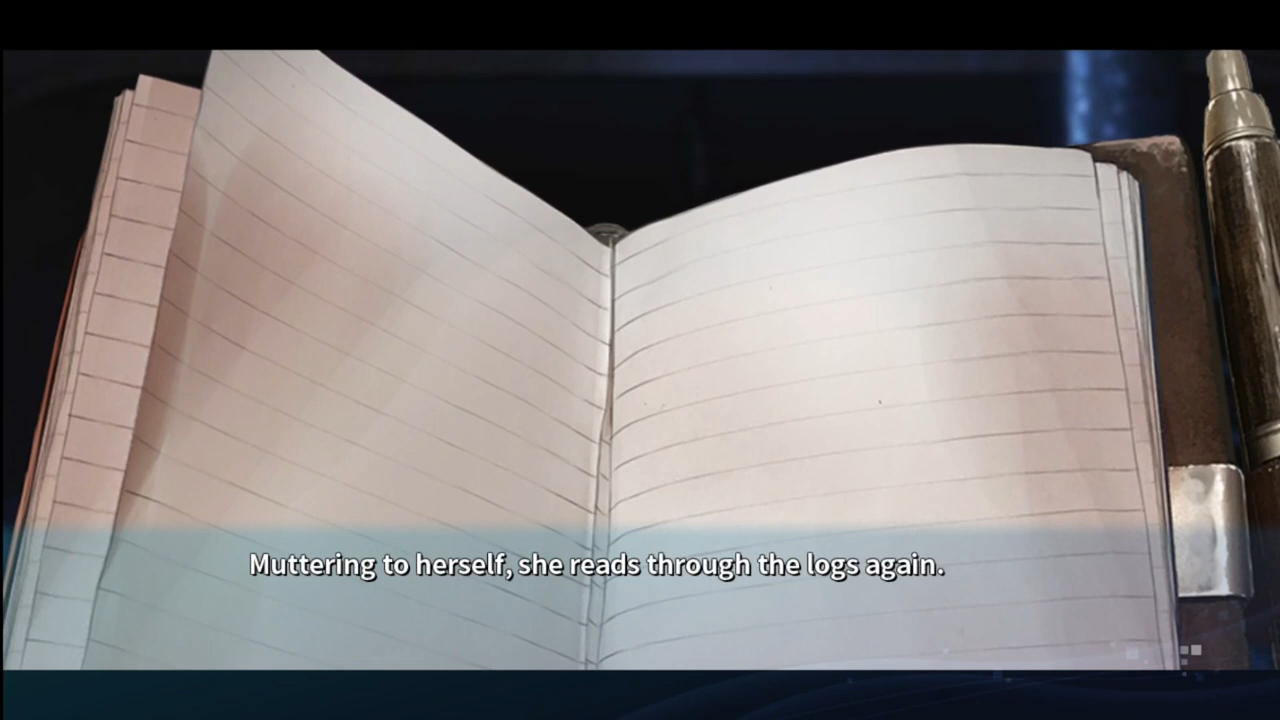 Muttering to herself, she reads through the logs again.